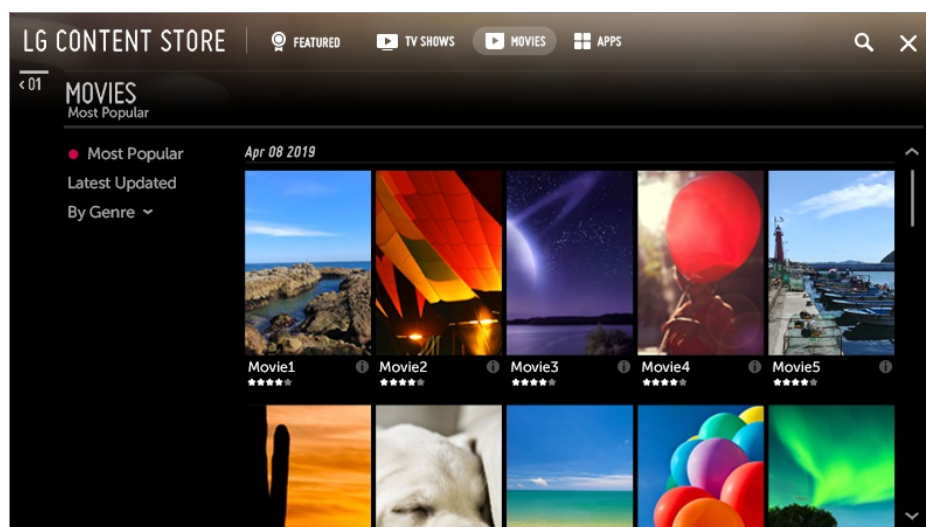 LG CONTENT STORE
FEATURED
TV SHOWS
MOVIES
APPS
<01
MOVIES
Most Popular
Most Popular
Latest Updated
By Genre
Apr 08 2019
Movie1
Movie2
Movie3
Movie4
Movie5